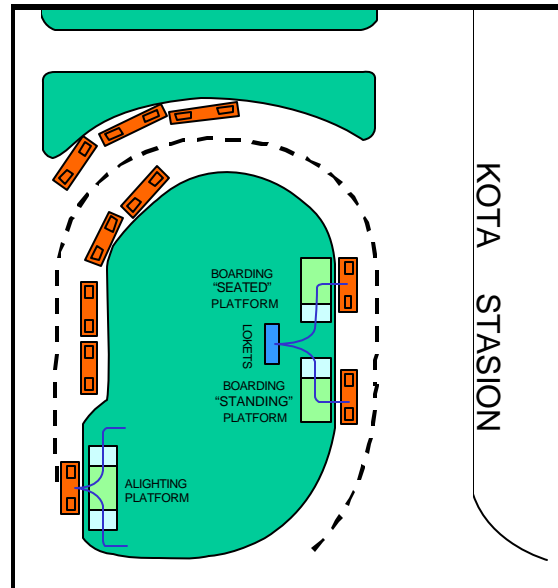 BOARDING
“SEATED”
PLATFORM
LOKETS
BOARDING
“STANDING”
PLATFORM
ALIGHTING
PLATFORM
KOTA STASION